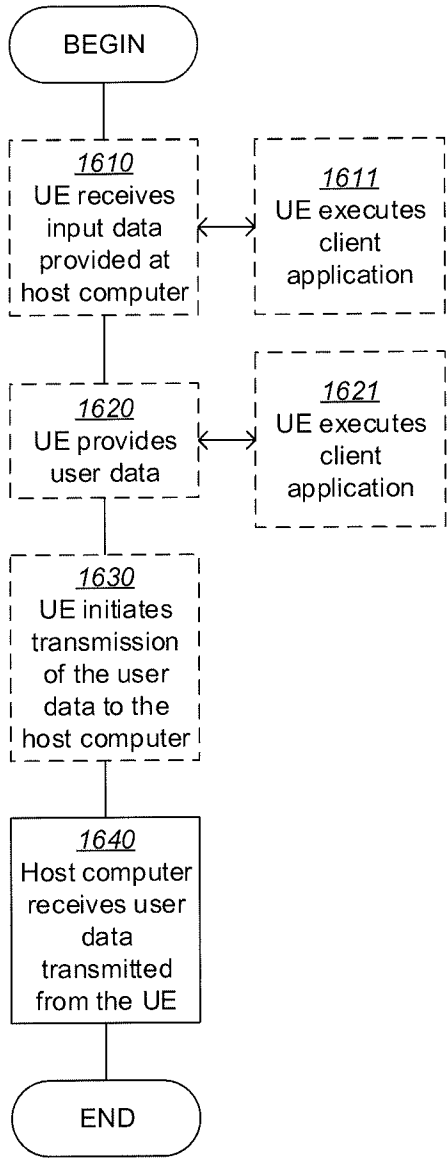 BEGIN
1610
UE receives
input data
provided at
host computer
1611
UE executes
client
application
1620
UE provides
user data
1621
UE executes
client
application
1630
UE initiates
transmission
of the user
data to the
host computer
1640
Host computer
receives user
data
transmitted
from the UE
END